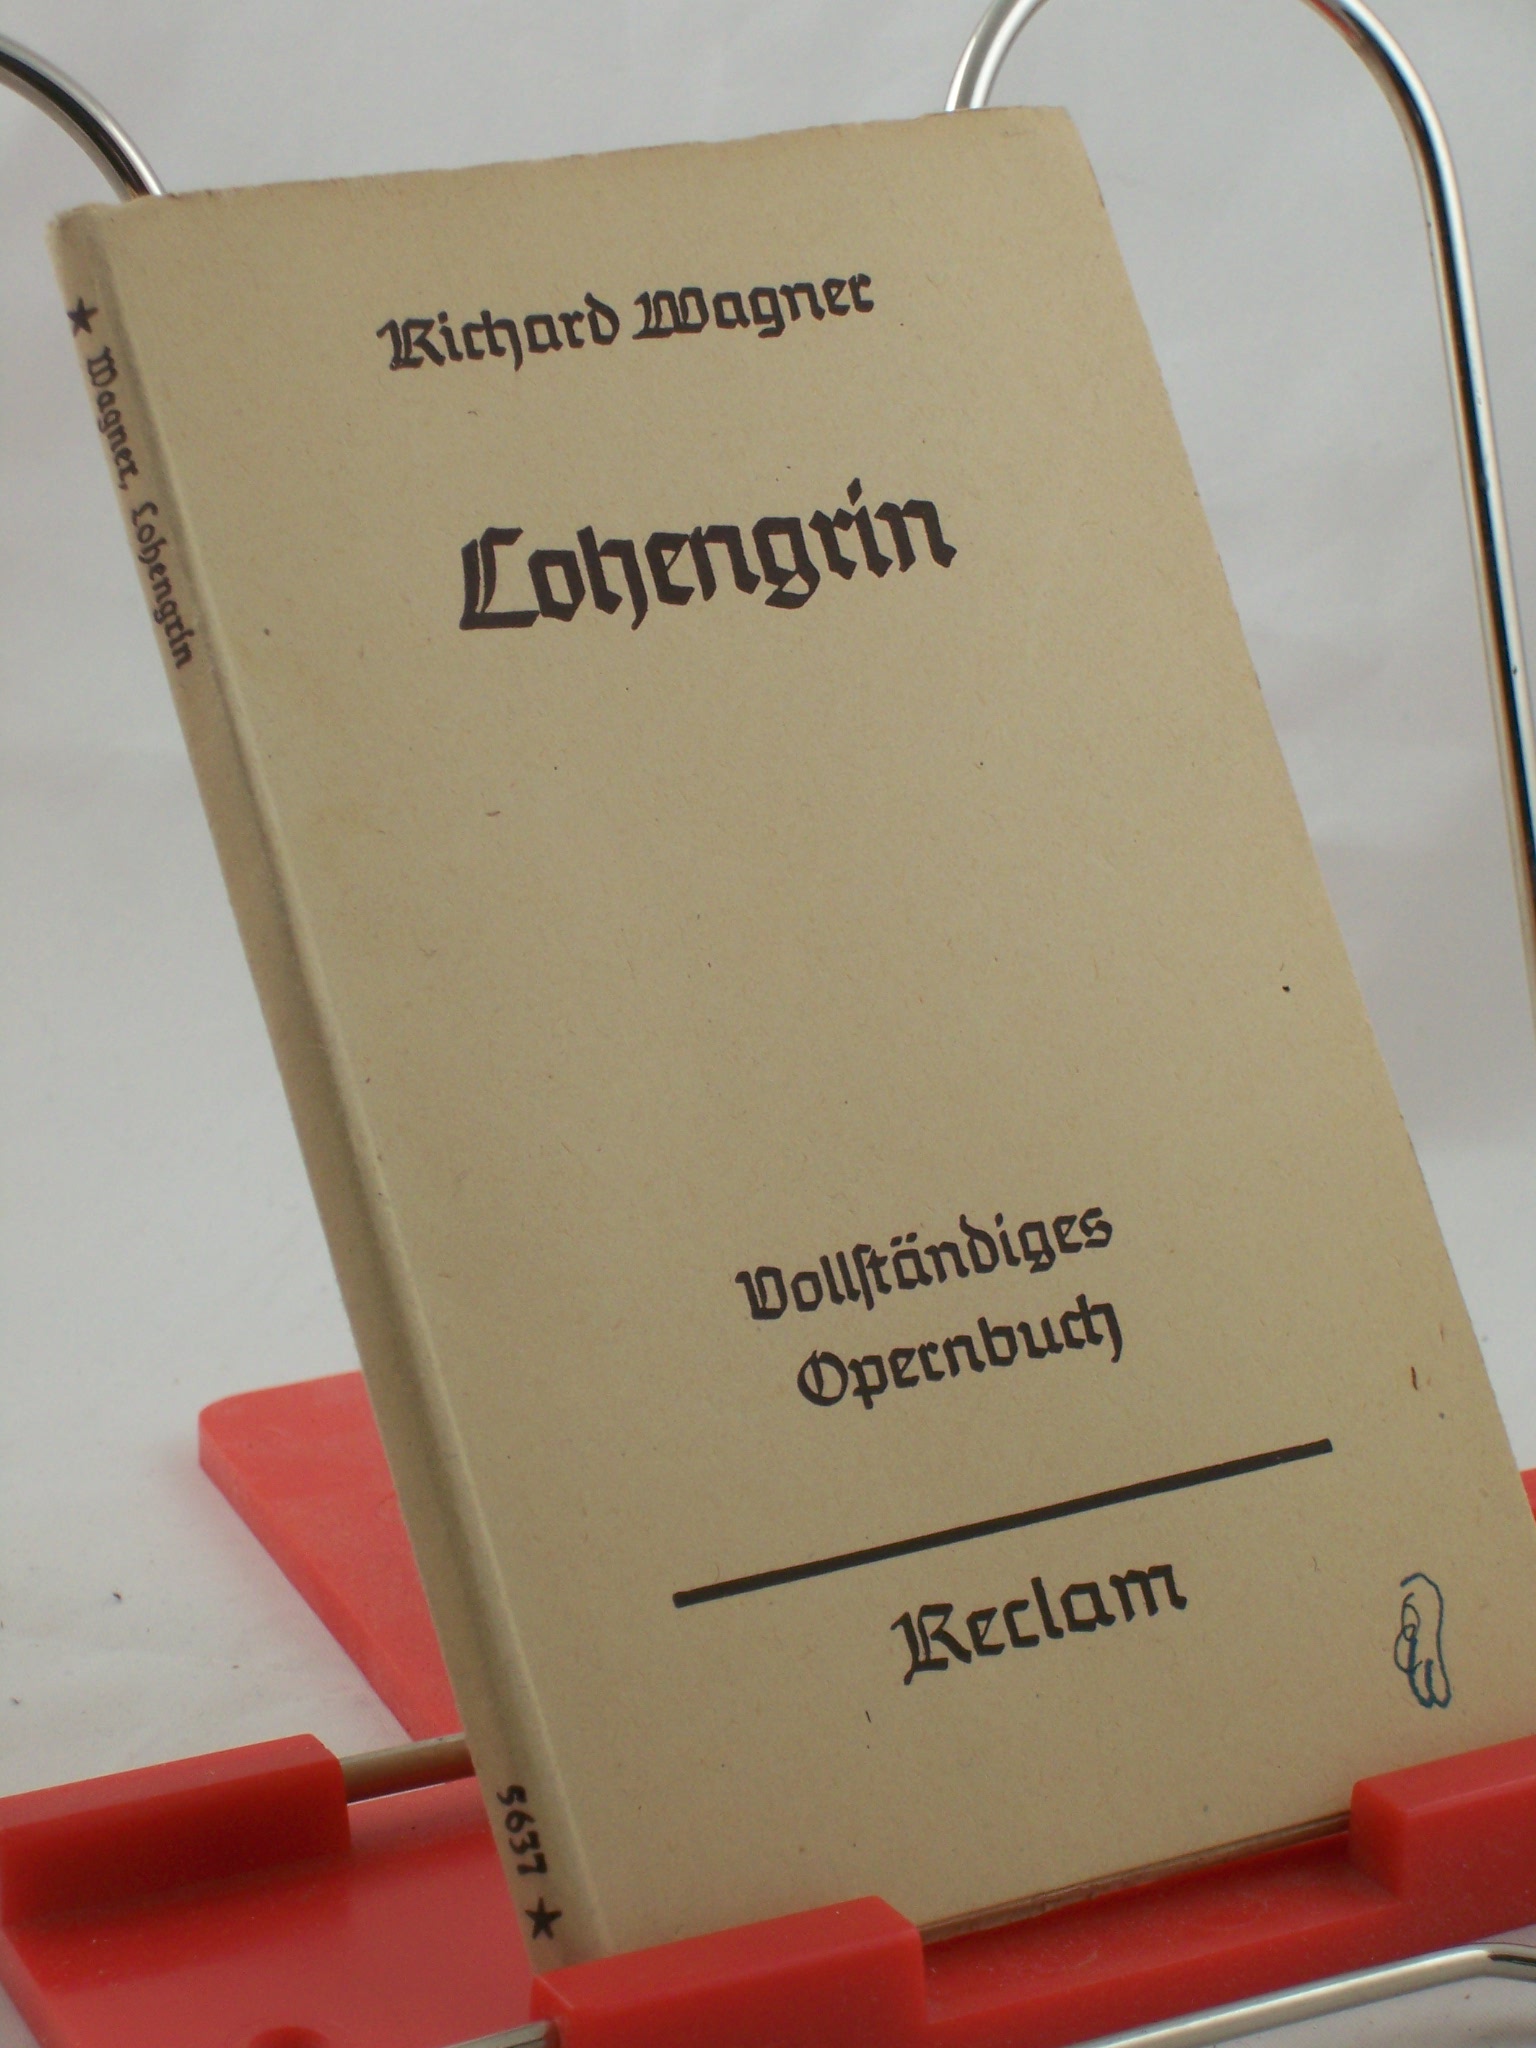 Richard Wagner
Lohengrin
Vollſtändiges
Opernbuch
Reclam
★ Wagner, Lohengrin
5637 ★